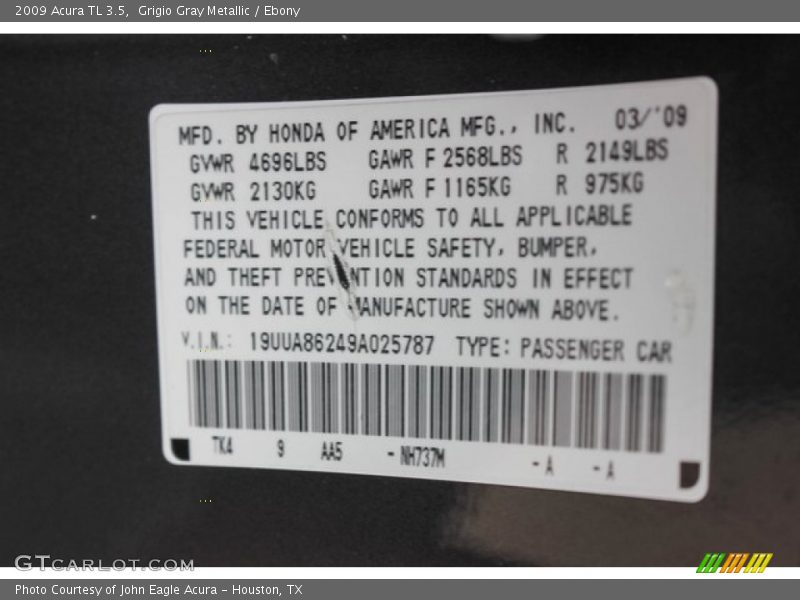 2009 Acura TL 3.5,  Grigio Gray Metallic / Ebony
MFD. BY HONDA OF AMERICA MFG., INC. 03/'09
GVWR 4696LBS GAWR F 2568LBS R 2149LBS
GVWR 2130KG GAWR F 1165KG R 975KG
THIS VEHICLE CONFORMS TO ALL APPLICABLE
FEDERAL MOTOR VEHICLE SAFETY, BUMPER,
AND THEFT PREVENTION STANDARDS IN EFFECT
ON THE DATE OF MANUFACTURE SHOWN ABOVE.
V.I.N.: 19UUA86249A025787 TYPE: PASSENGER CAR
TK4 9 AA5 -NH737M -A -A
GTCARLOT.COM
Photo Courtesy of John Eagle Acura - Houston, TX